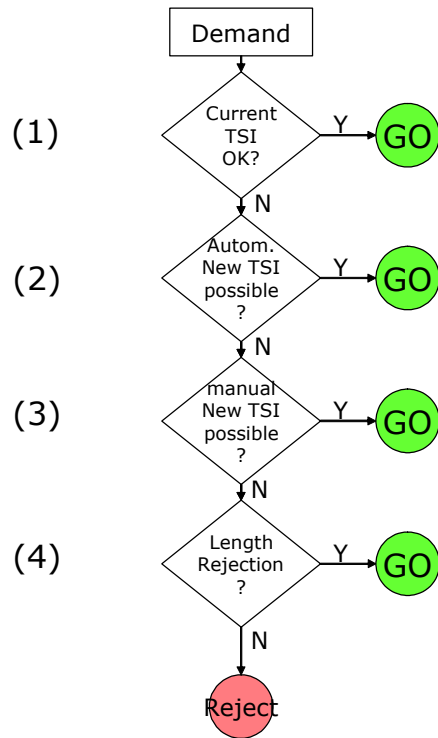 Demand
(1)
Current
TSI
OK?
Y
GO
N
(2)
Autom.
New TSI
possible
?
Y
GO
N
(3)
manual
New TSI
possible
?
Y
GO
N
(4)
Length
Rejection
?
Y
GO
N
Reject